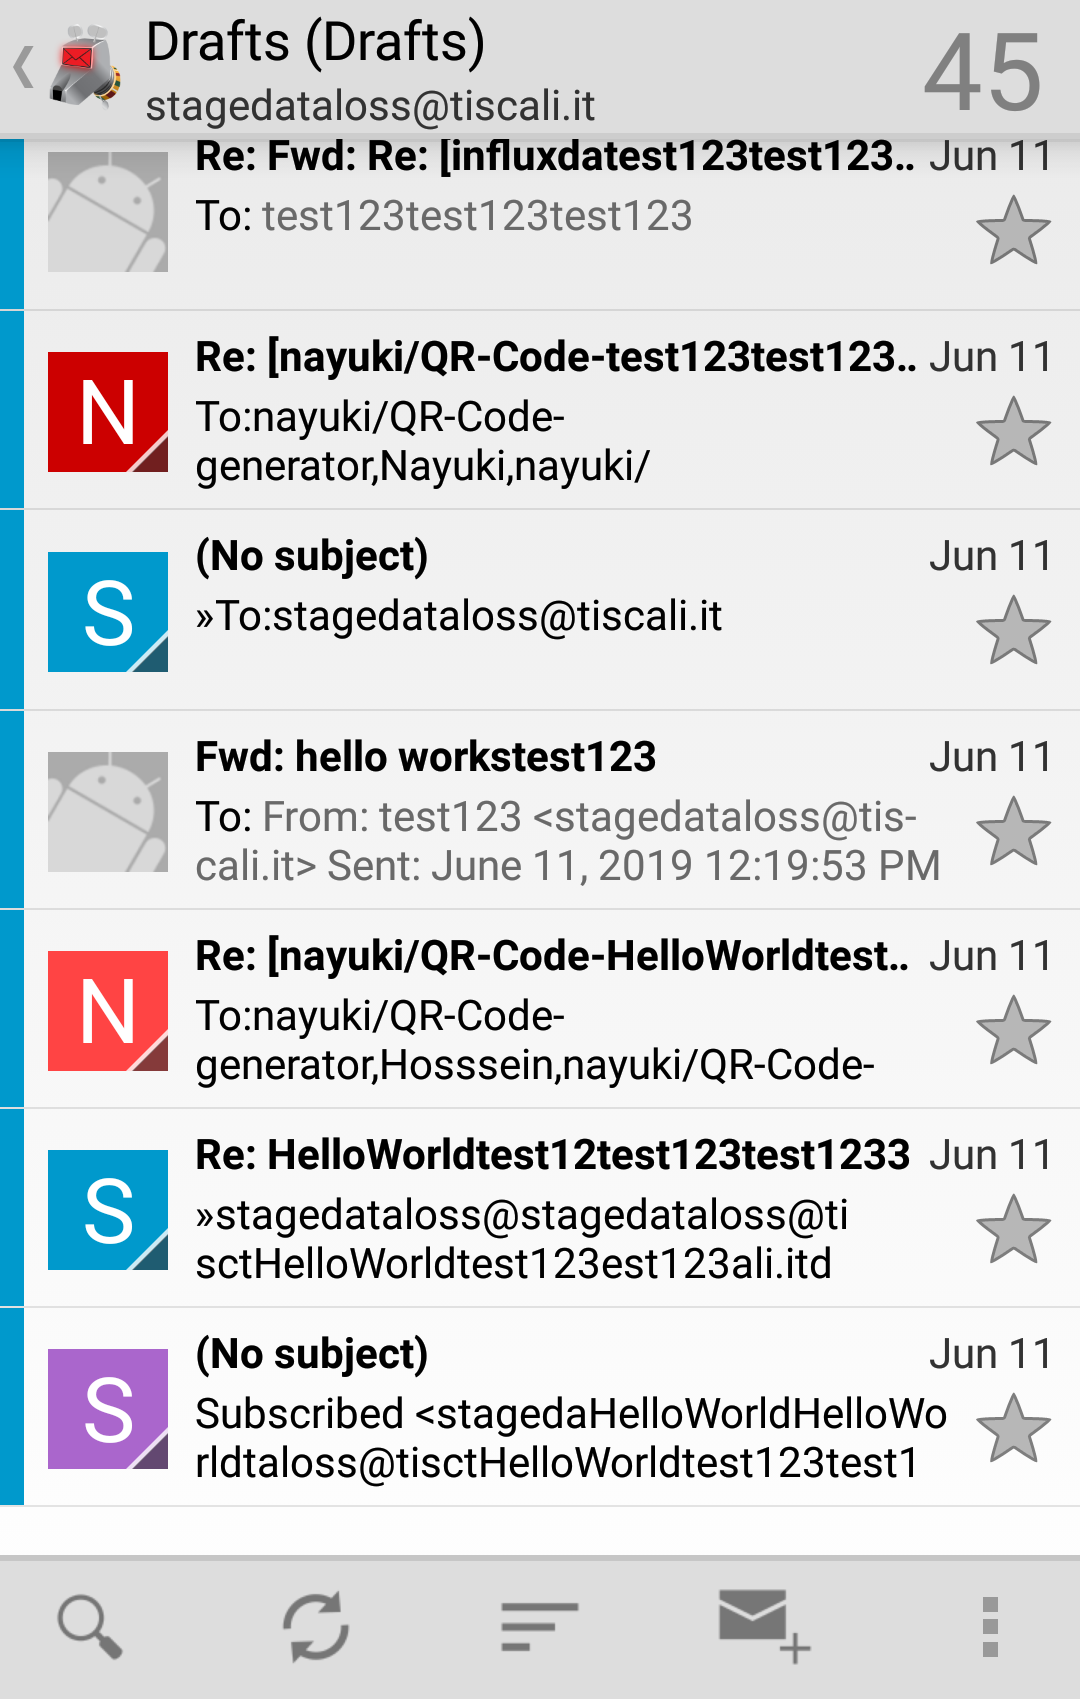 Drafts (Drafts)
stagedataloss@tiscali.it
45
Re: Fwd: Re: [influxdatest123test123.. Jun 11
To: test123test123test123
N
Re: [nayuki/QR-Code-test123test123.. Jun 11
To:nayuki/QR-Code-
generator,Nayuki,nayuki/
S
(No subject) Jun 11
»To:stagedataloss@tiscali.it
Fwd: hello workstest123 Jun 11
To: From: test123 <stagedataloss@tis-
cali.it> Sent: June 11, 2019 12:19:53 PM
N
Re: [nayuki/QR-Code-HelloWorldtest.. Jun 11
To:nayuki/QR-Code-
generator,Hosssein,nayuki/QR-Code-
S
Re: HelloWorldtest12test123test1233 Jun 11
»stagedataloss@stagedataloss@ti
sctHelloWorldtest123est123ali.itd
S
(No subject) Jun 11
Subscribed <stagedaHelloWorldHelloWo
rldtaloss@tisctHelloWorldtest123test1